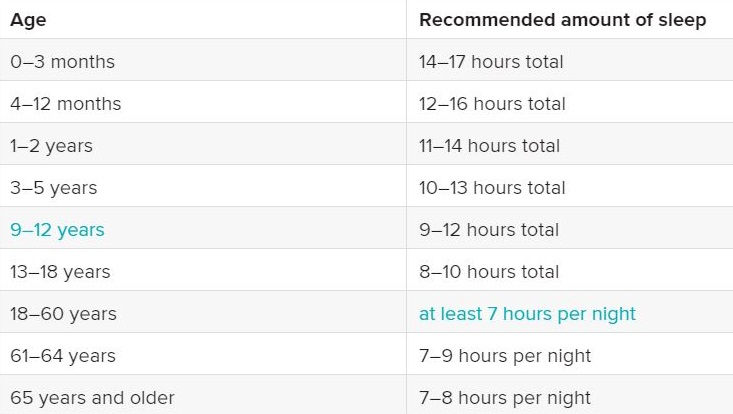 Age Recommended amount of sleep
0–3 months 14–17 hours total
4–12 months 12–16 hours total
1–2 years 11–14 hours total
3–5 years 10–13 hours total
9–12 years 9–12 hours total
13–18 years 8–10 hours total
18–60 years at least 7 hours per night
61–64 years 7–9 hours per night
65 years and older 7–8 hours per night